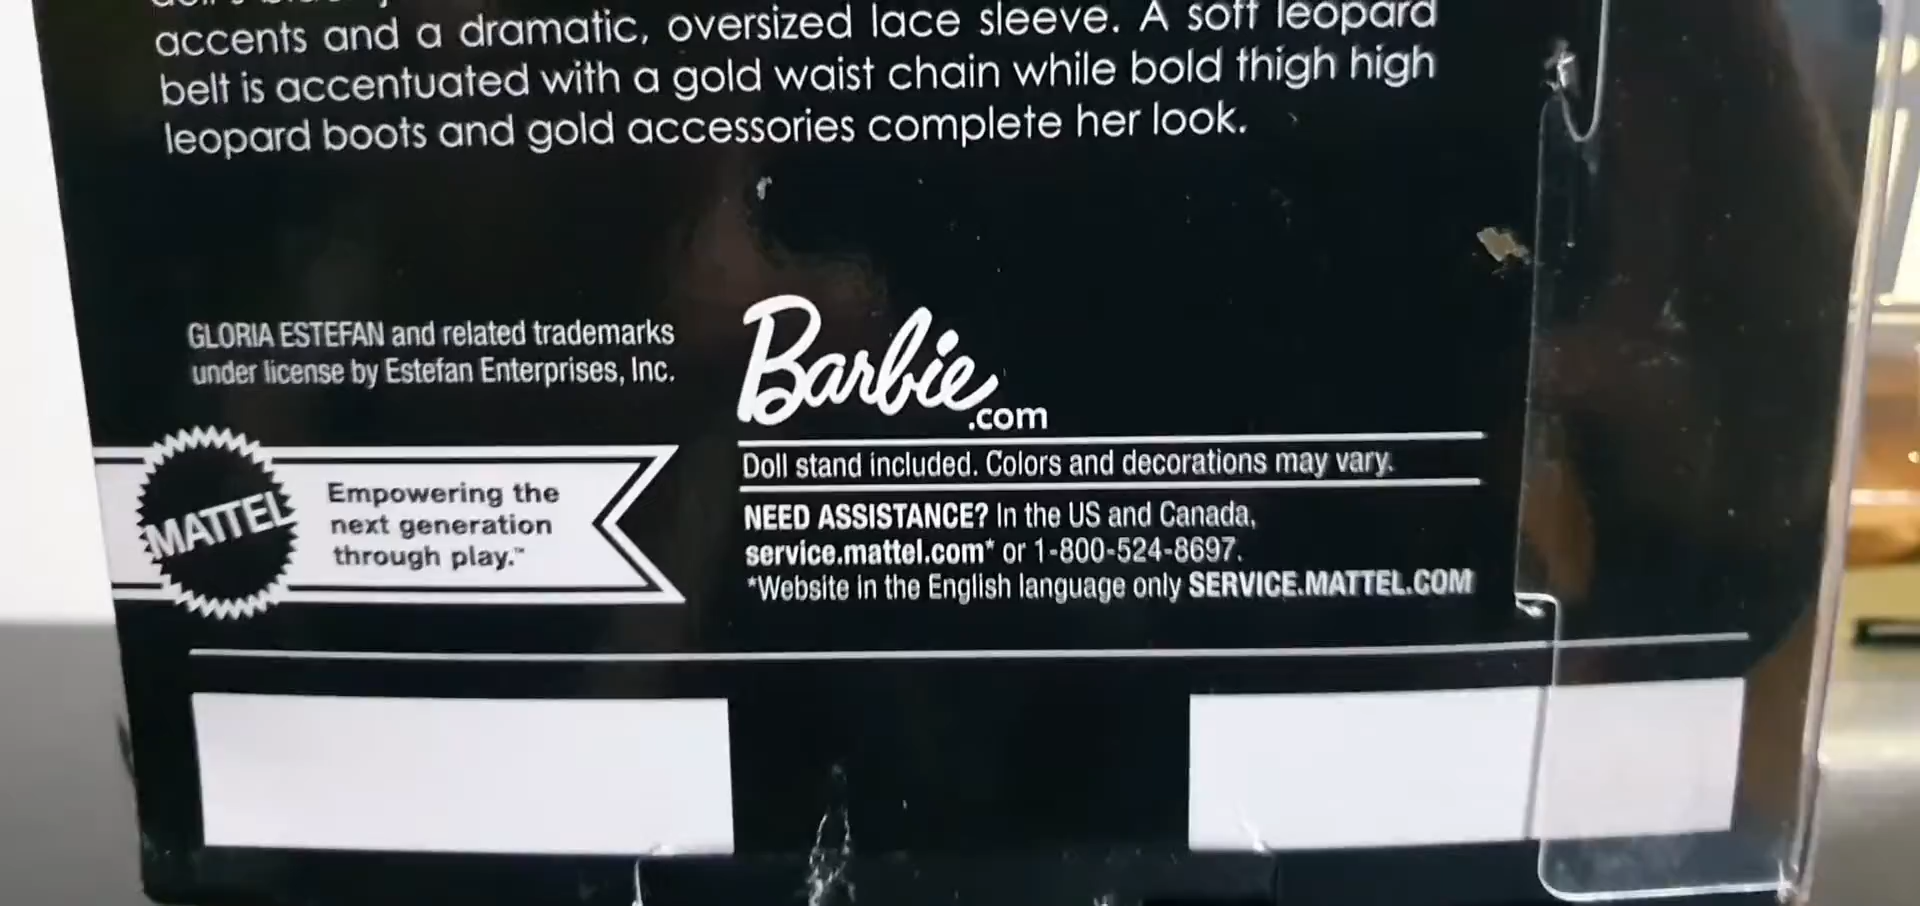 accents and a dramatic, oversized lace sleeve. A soft leopard
belt is accentuated with a gold waist chain while bold thigh high
leopard boots and gold accessories complete her look.
GLORIA ESTEFAN and related trademarks
under license by Estefan Enterprises, Inc.
MATTEL
Empowering the
next generation
through play.™
Barbie
.com
Doll stand included. Colors and decorations may vary.
NEED ASSISTANCE? In the US and Canada,
service.mattel.com* or 1-800-524-8697.
*Website in the English language only SERVICE.MATTEL.COM